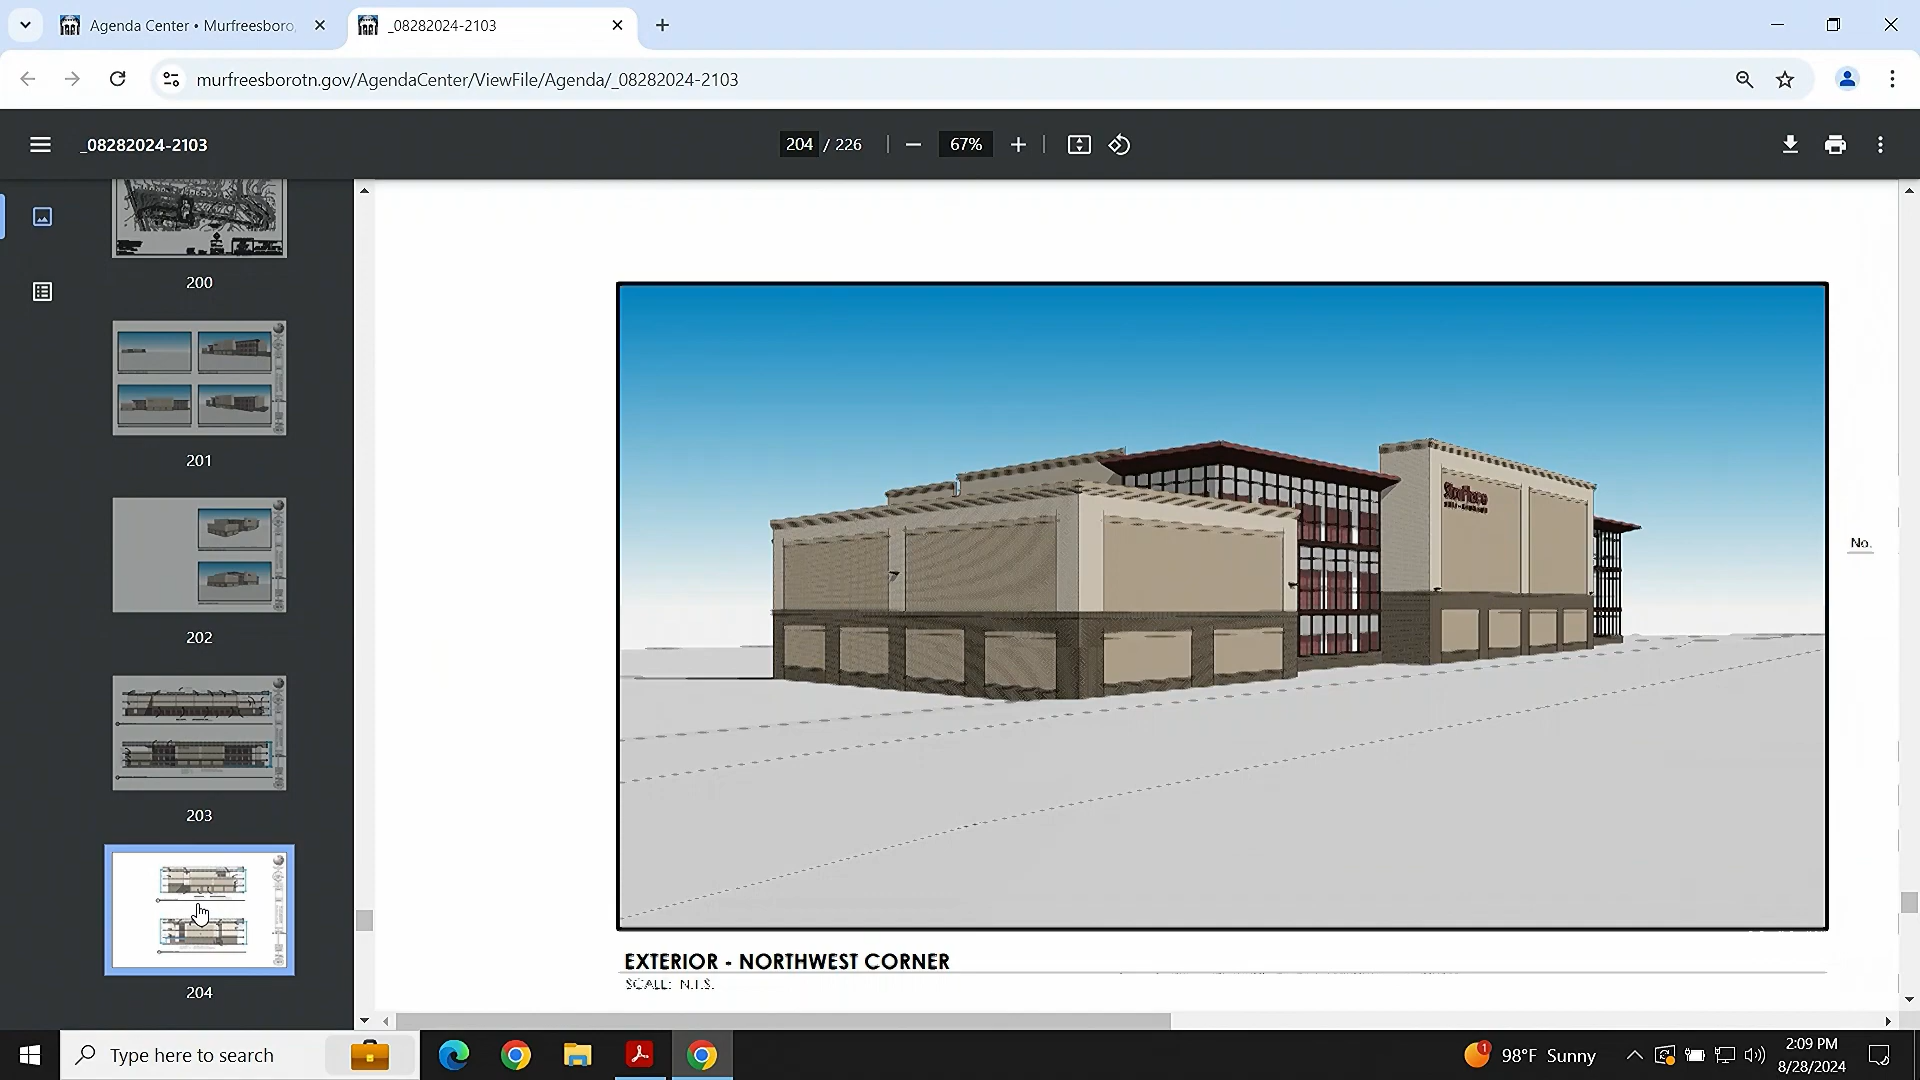 Agenda Center • Murfreesboro,
_08282024-2103
murfreesborotn.gov/AgendaCenter/ViewFile/Agenda/_08282024-2103
_08282024-2103
204 / 226
67%
200
201
202
203
204
No.
EXTERIOR - NORTHWEST CORNER
SCALE: N.T.S.
Type here to search
1
98°F Sunny
2:09 PM
8/28/2024